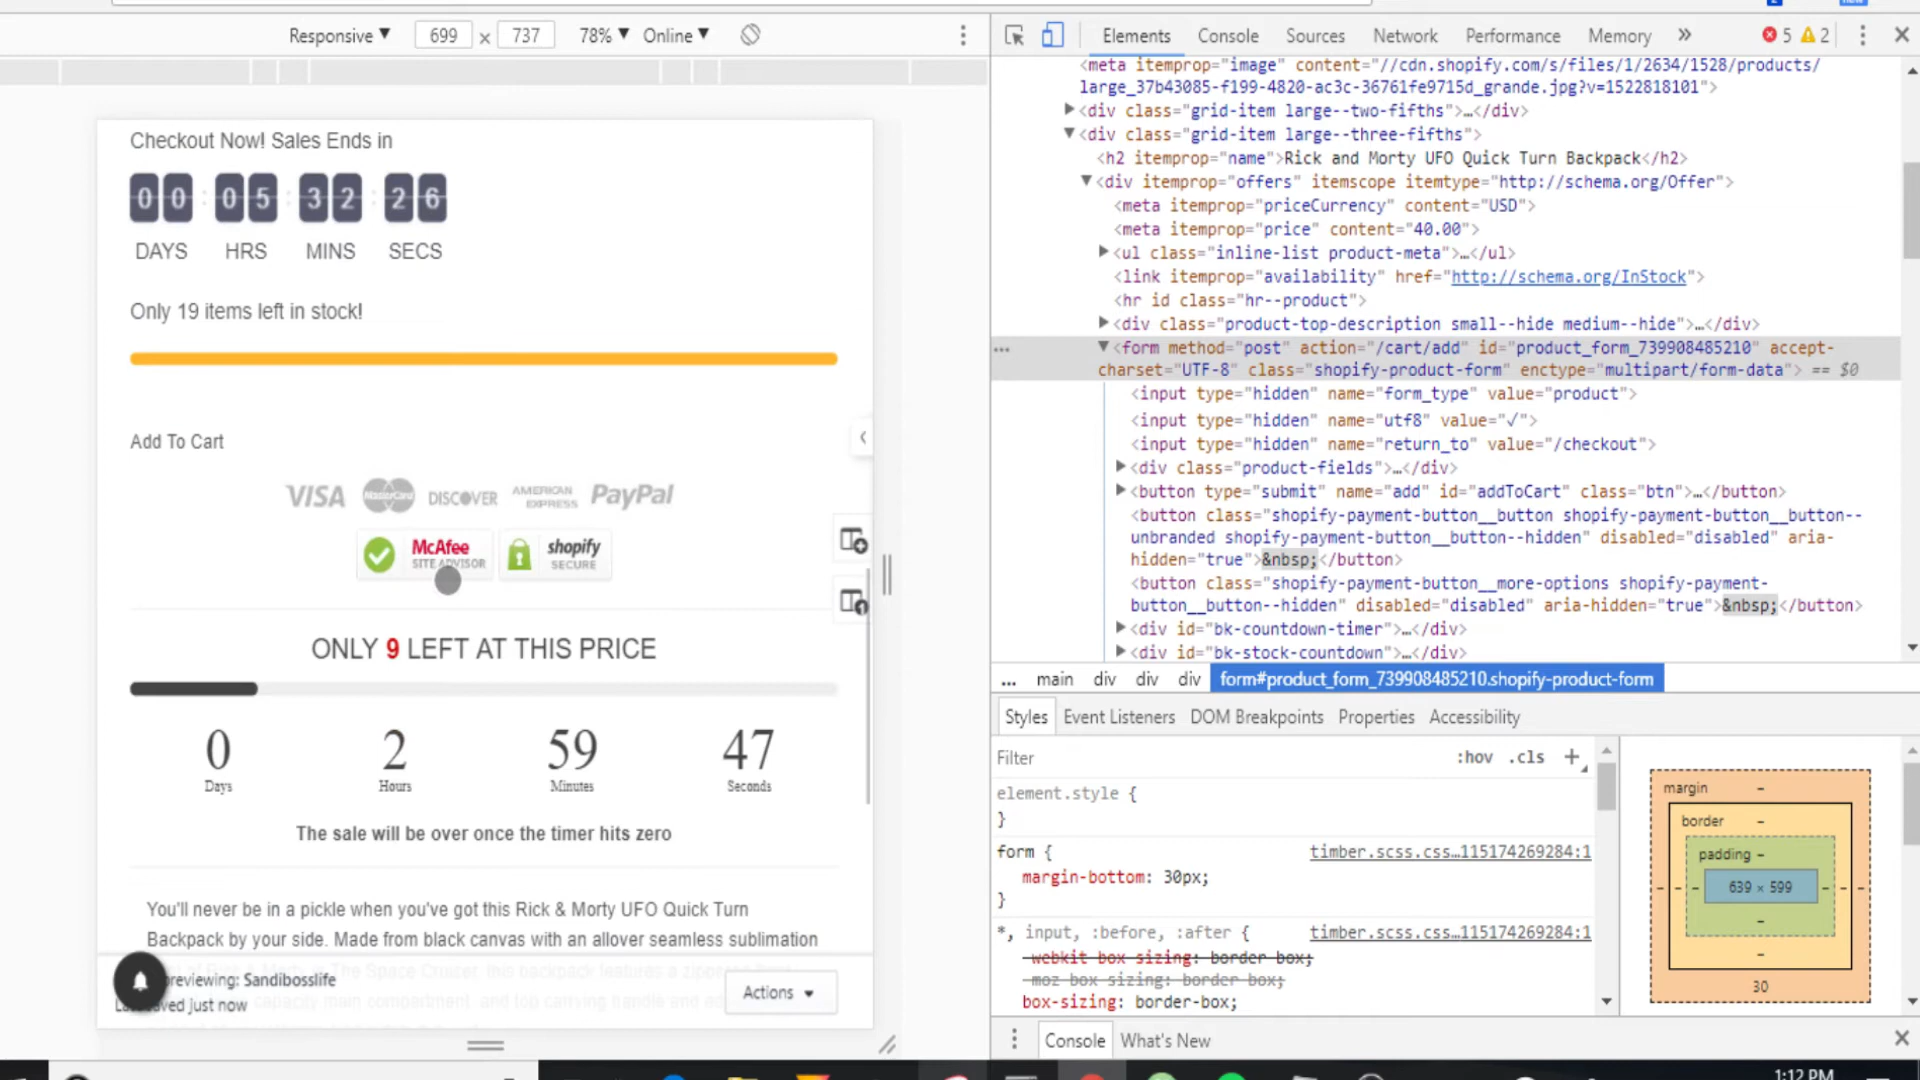 Responsive ▼ 699 × 737 78% ▼ Online ▼
Checkout Now! Sales Ends in
00 : 05 : 32 : 26
DAYS HRS MINS SECS
Only 19 items left in stock!
Add To Cart
VISA MasterCard DISCOVER AMERICAN EXPRESS PayPal
McAfee SITE ADVISOR shopify SECURE
ONLY 9 LEFT AT THIS PRICE
0 2 59 47
Days Hours Minutes Seconds
The sale will be over once the timer hits zero
You'll never be in a pickle when you've got this Rick & Morty UFO Quick Turn
Backpack by your side. Made from black canvas with an allover seamless sublimation
reviewing: Sandibosslife
saved just now
Actions
Elements Console Sources Network Performance Memory » 5 2
<meta itemprop="image" content="//cdn.shopify.com/s/files/1/2634/1528/products/
large_37b43085-f199-4820-ac3c-36761fe9715d_grande.jpg?v=1522818101">
<div class="grid-item large--two-fifths">…</div>
<div class="grid-item large--three-fifths">
<h2 itemprop="name">Rick and Morty UFO Quick Turn Backpack</h2>
<div itemprop="offers" itemscope itemtype="http://schema.org/Offer">
<meta itemprop="priceCurrency" content="USD">
<meta itemprop="price" content="40.00">
<ul class="inline-list product-meta">…</ul>
<link itemprop="availability" href="http://schema.org/InStock">
<hr id class="hr--product">
<div class="product-top-description small--hide medium--hide">…</div>
<form method="post" action="/cart/add" id="product_form_739908485210" accept-
charset="UTF-8" class="shopify-product-form" enctype="multipart/form-data"> == $0
<input type="hidden" name="form_type" value="product">
<input type="hidden" name="utf8" value="✓">
<input type="hidden" name="return_to" value="/checkout">
<div class="product-fields">…</div>
<button type="submit" name="add" id="addToCart" class="btn">…</button>
<button class="shopify-payment-button__button shopify-payment-button__button--
unbranded shopify-payment-button__button--hidden" disabled="disabled" aria-
hidden="true">&nbsp;</button>
<button class="shopify-payment-button__more-options shopify-payment-
button__button--hidden" disabled="disabled" aria-hidden="true">&nbsp;</button>
<div id="bk-countdown-timer">…</div>
<div id="bk-stock-countdown">…</div>
... main div div div form#product_form_739908485210.shopify-product-form
Styles Event Listeners DOM Breakpoints Properties Accessibility
Filter :hov .cls +
element.style {
}
form { timber.scss.css…115174269284:1
margin-bottom: 30px;
}
*, input, :before, :after { timber.scss.css…115174269284:1
-webkit-box-sizing: border-box;
-moz-box-sizing: border-box;
box-sizing: border-box;
margin –
border –
padding –
639 × 599
30
Console What's New
1:12 PM